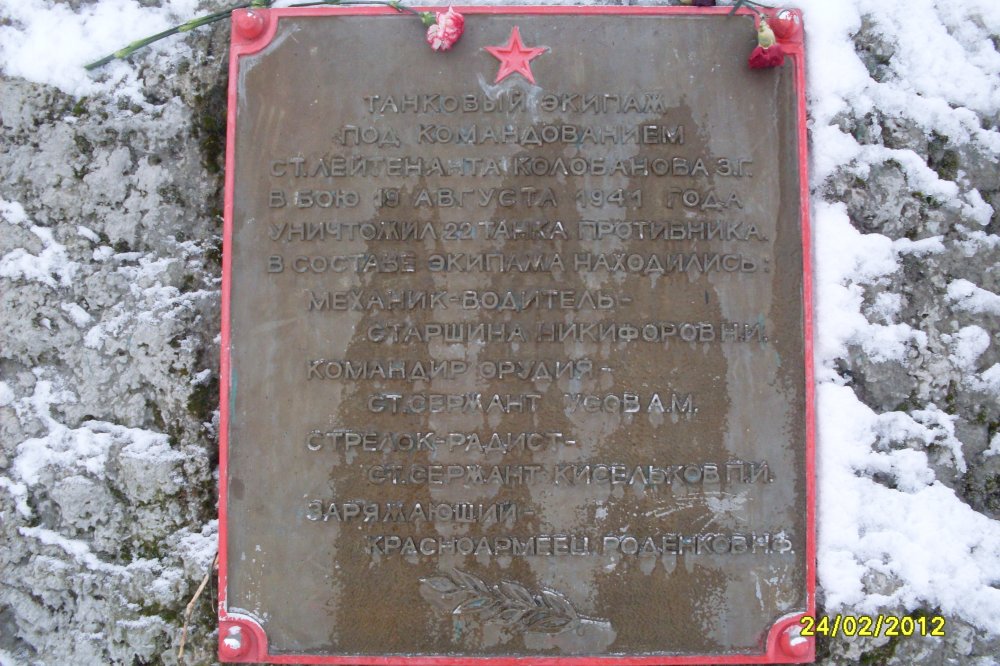 ТАНКОВЫЙ ЭКИПАЖ
ПОД КОМАНДОВАНИЕМ
СТ.ЛЕЙТЕНАНТА КОЛОБАНОВА З.Г.
В БОЮ 19 АВГУСТА 1941 ГОДА
УНИЧТОЖИЛ 22 ТАНКА ПРОТИВНИКА.
В СОСТАВЕ ЭКИПАЖА НАХОДИЛИСЬ:
МЕХАНИК-ВОДИТЕЛЬ-
СТАРШИНА НИКИФОРОВ Н.И.
КОМАНДИР ОРУДИЯ-
СТ.СЕРЖАНТ УСОВ А.М.
СТРЕЛОК-РАДИСТ-
СТ.СЕРЖАНТ КИСЕЛЬКОВ П.И.
ЗАРЯЖАЮЩИЙ-
КРАСНОАРМЕЕЦ РОДЕНКОВ
24/02/2012